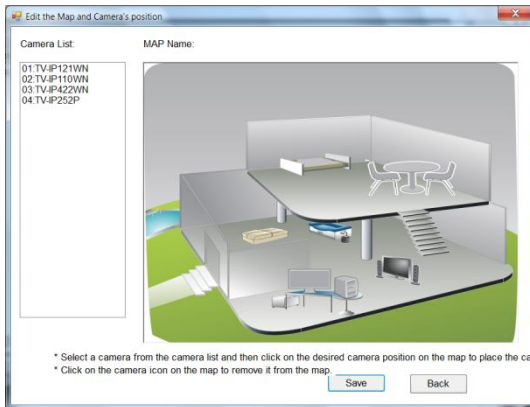 Edit the Map and Camera's position
Camera List:
MAP Name:
01:TV-IP121WN
02:TV-IP110WN
03:TV-IP422WN
04:TV-IP252P
* Select a camera from the camera list and then click on the desired camera position on the map to place the ca
* Click on the camera icon on the map to remove it from the map.
Save
Back